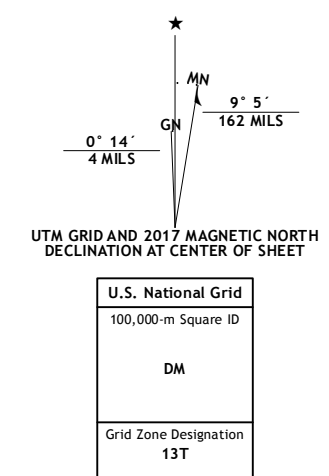 ★
MN
9° 5´
162 MILS
GN
0° 14´
4 MILS
UTM GRID AND 2017 MAGNETIC NORTH
DECLINATION AT CENTER OF SHEET
U.S. National Grid
100,000-m Square ID
DM
Grid Zone Designation
13T